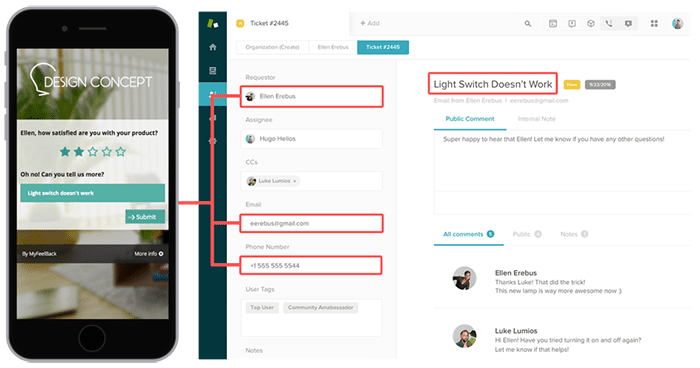 DESIGN CONCEPT
Ellen, how satisfied are you with your product?
Oh no! Can you tell us more?
Light switch doesn't work
Submit
By MyFeelBack
More info
Ticket #2445
+ Add
Organization (Create)
Ellen Erebus
Ticket #2445
Requestor
Ellen Erebus
Assignee
Hugo Helios
CCs
Luke Lumios ×
Email
eerebus@gmail.com
Phone Number
+1 555 555 5544
User Tags
Top User
Community Amabassador
Notes
Light Switch Doesn't Work
11/23/2016
Email from Ellen Erebus | eerebus@gmail.com
Public Comment
Internal Note
Super happy to hear that Ellen! Let me know if you have any other questions!
All comments
Public
Notes
Ellen Erebus
Thanks Luke! That did the trick!
This new lamp is way more awesome now :)
Luke Lumios
Hi Ellen! Have you tried turning it on and off again?
Let me know if that helps!